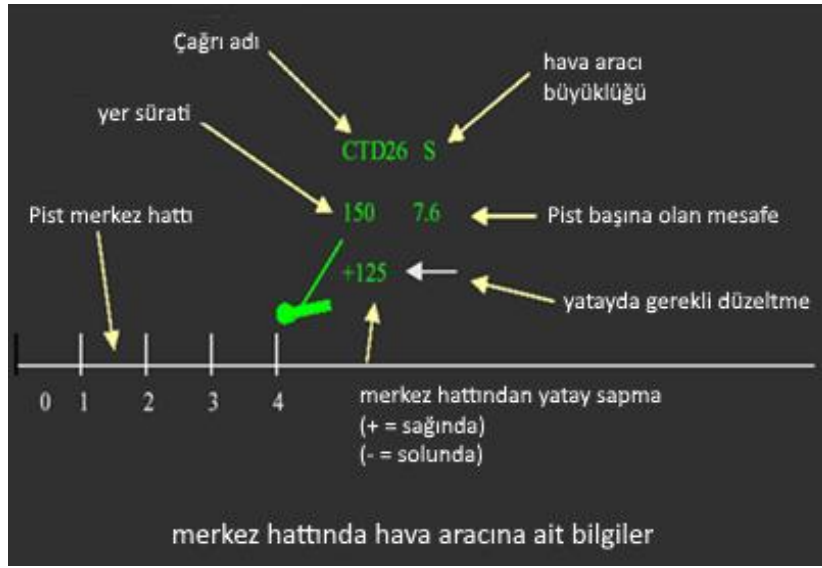 Çağrı adı
hava aracı
büyüklüğü
yer sürati
CTD26 S
Pist merkez hattı
150 7.6
Pist başına olan mesafe
+125
yatayda gerekli düzeltme
0 1 2 3 4
merkez hattından yatay sapma
(+ = sağında)
(- = solunda)
merkez hattında hava aracına ait bilgiler